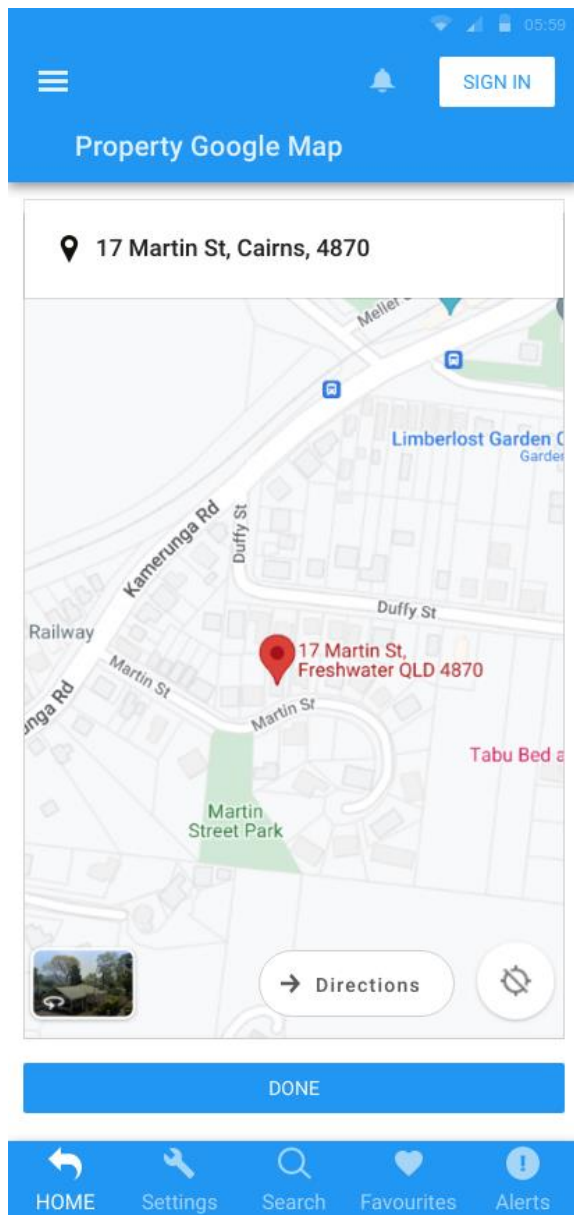 05:59
SIGN IN
Property Google Map
17 Martin St, Cairns, 4870
Limberlost Garden
Garde
Kamerunga Rd
Duffy St
Duffy St
Railway
17 Martin St,
Freshwater QLD 4870
Martin St
Martin St
unga Rd
Tabu Bed a
Martin
Street Park
Directions
DONE
HOME Settings Search Favourites Alerts